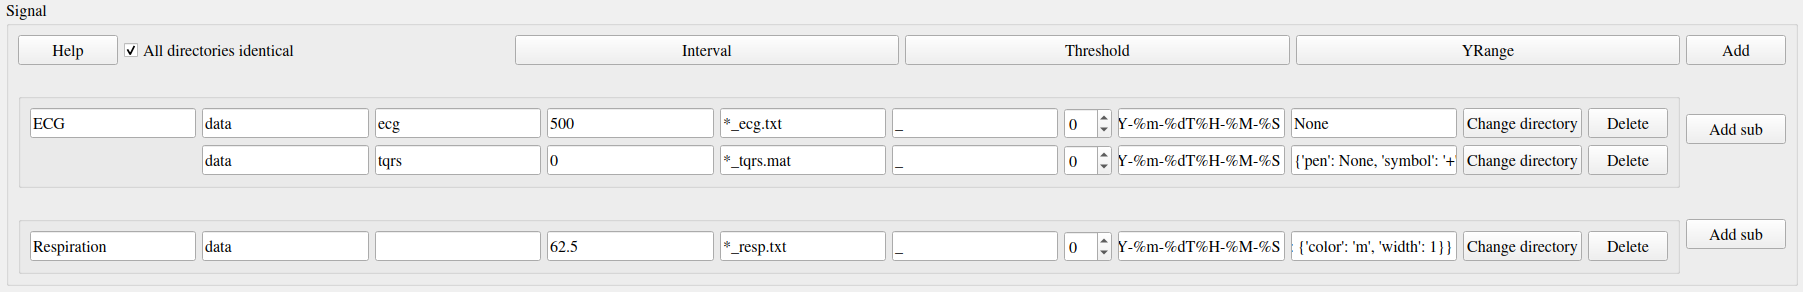 Signal
Help All directories identical Interval Threshold YRange Add
ECG data ecg 500 *_ecg.txt _ 0 Y-%m-%dT%H-%M-%S None Change directory Delete Add sub
data tqrs 0 *_tqrs.mat _ 0 Y-%m-%dT%H-%M-%S {'pen': None, 'symbol': '+' Change directory Delete
Respiration data 62.5 *_resp.txt _ 0 Y-%m-%dT%H-%M-%S : {'color': 'm', 'width': 1}} Change directory Delete Add sub